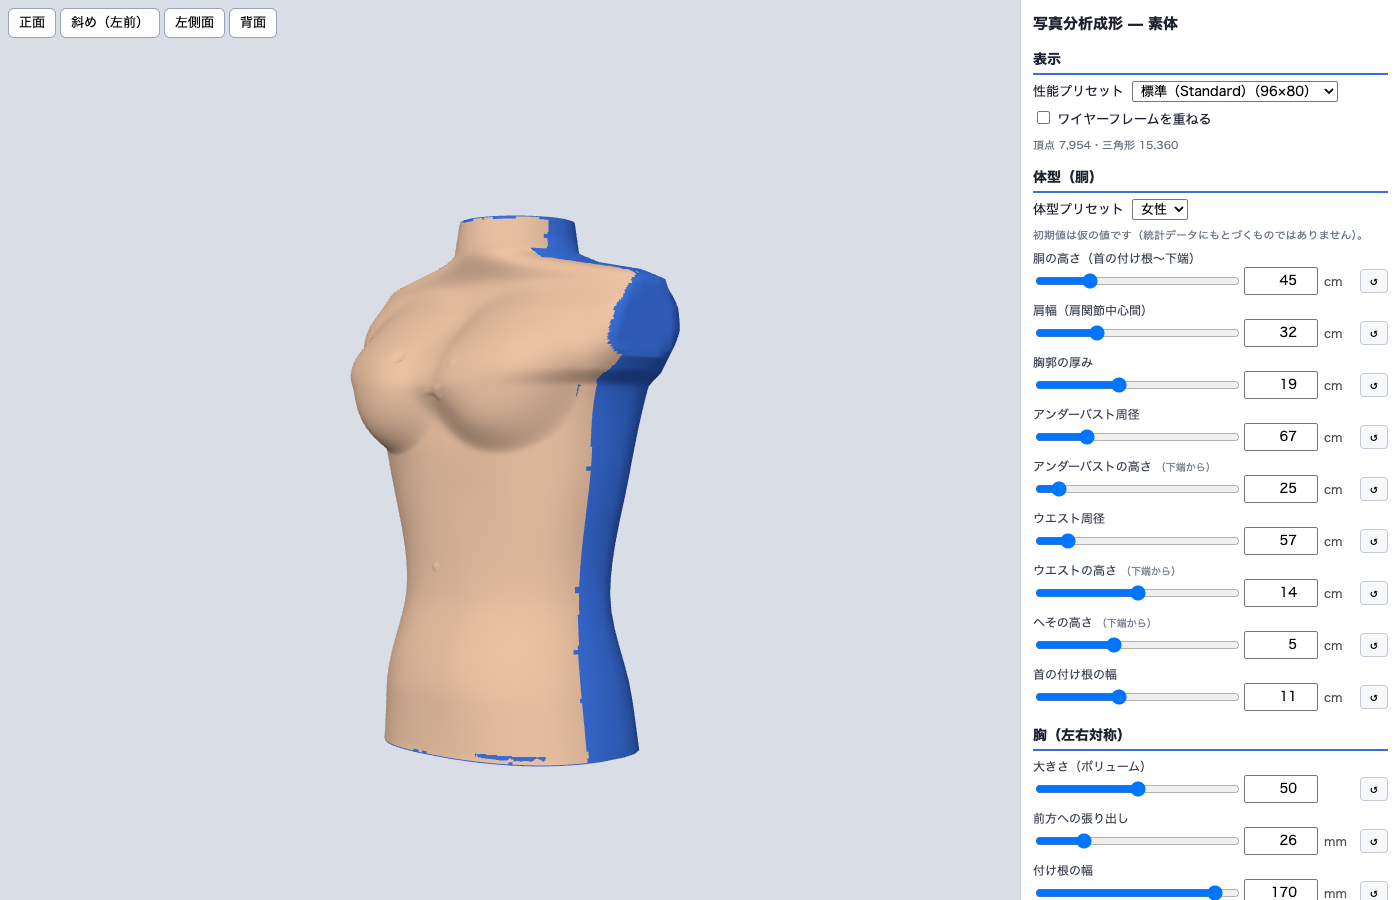 正面 斜め（左前） 左側面 背面
写真分析成形 — 素体
表示
性能プリセット 標準（Standard）（96×80）
ワイヤーフレームを重ねる
頂点 7,954・三角形 15,360
体型（胴）
体型プリセット 女性
初期値は仮の値です（統計データにもとづくものではありません）。
胴の高さ（首の付け根〜下端）
45 cm ↺
肩幅（肩関節中心間）
32 cm ↺
胸郭の厚み
19 cm ↺
アンダーバスト周径
67 cm ↺
アンダーバストの高さ （下端から）
25 cm ↺
ウエスト周径
57 cm ↺
ウエストの高さ （下端から）
14 cm ↺
へその高さ （下端から）
5 cm ↺
首の付け根の幅
11 cm ↺
胸（左右対称）
大きさ（ボリューム）
50 ↺
前方への張り出し
26 mm ↺
付け根の幅
170 mm ↺